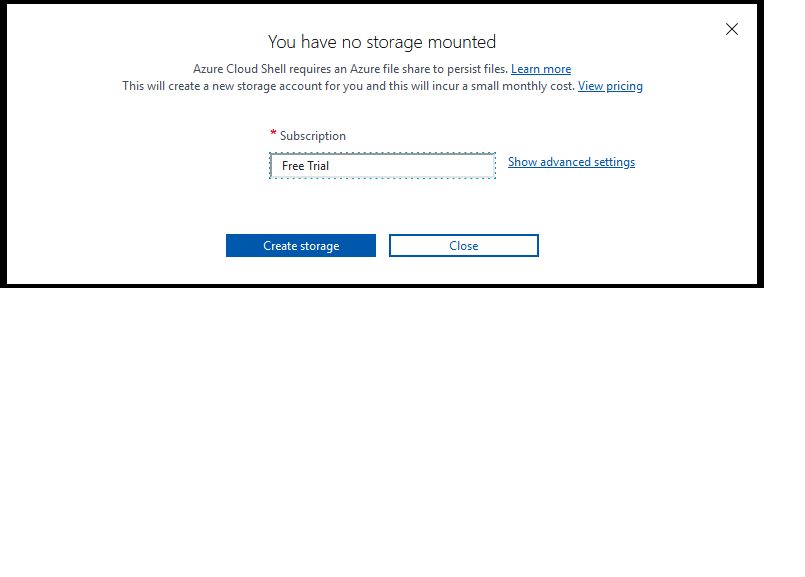 You have no storage mounted
Azure Cloud Shell requires an Azure file share to persist files. Learn more
This will create a new storage account for you and this will incur a small monthly cost. View pricing
* Subscription
Free Trial
Show advanced settings
Create storage
Close